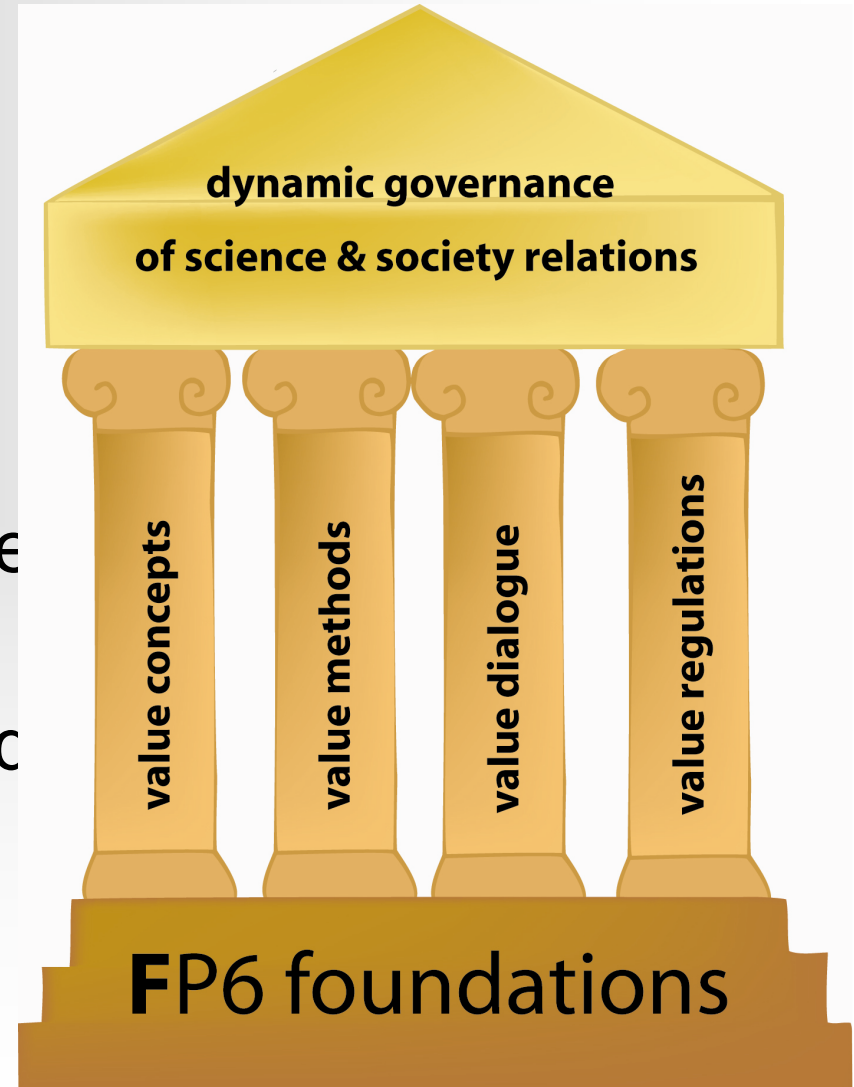 dynamic governance
of science & society relations
value concepts
value methods
value dialogue
value regulations
FP6 foundations